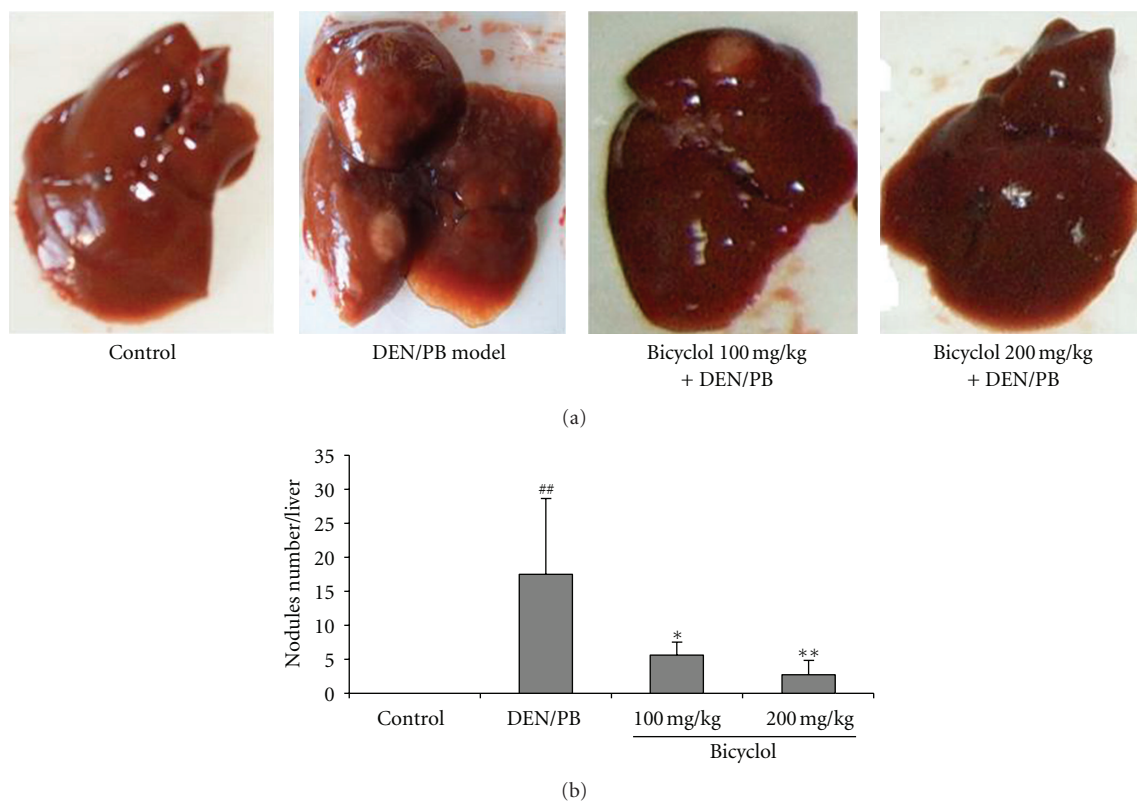 Control
DEN/PB model
Bicyclol 100 mg/kg
+ DEN/PB
Bicyclol 200 mg/kg
+ DEN/PB
(a)
Nodules number/liver
35
30
25
20
15
10
5
0
##
*
**
Control
DEN/PB
100 mg/kg
200 mg/kg
Bicyclol
(b)